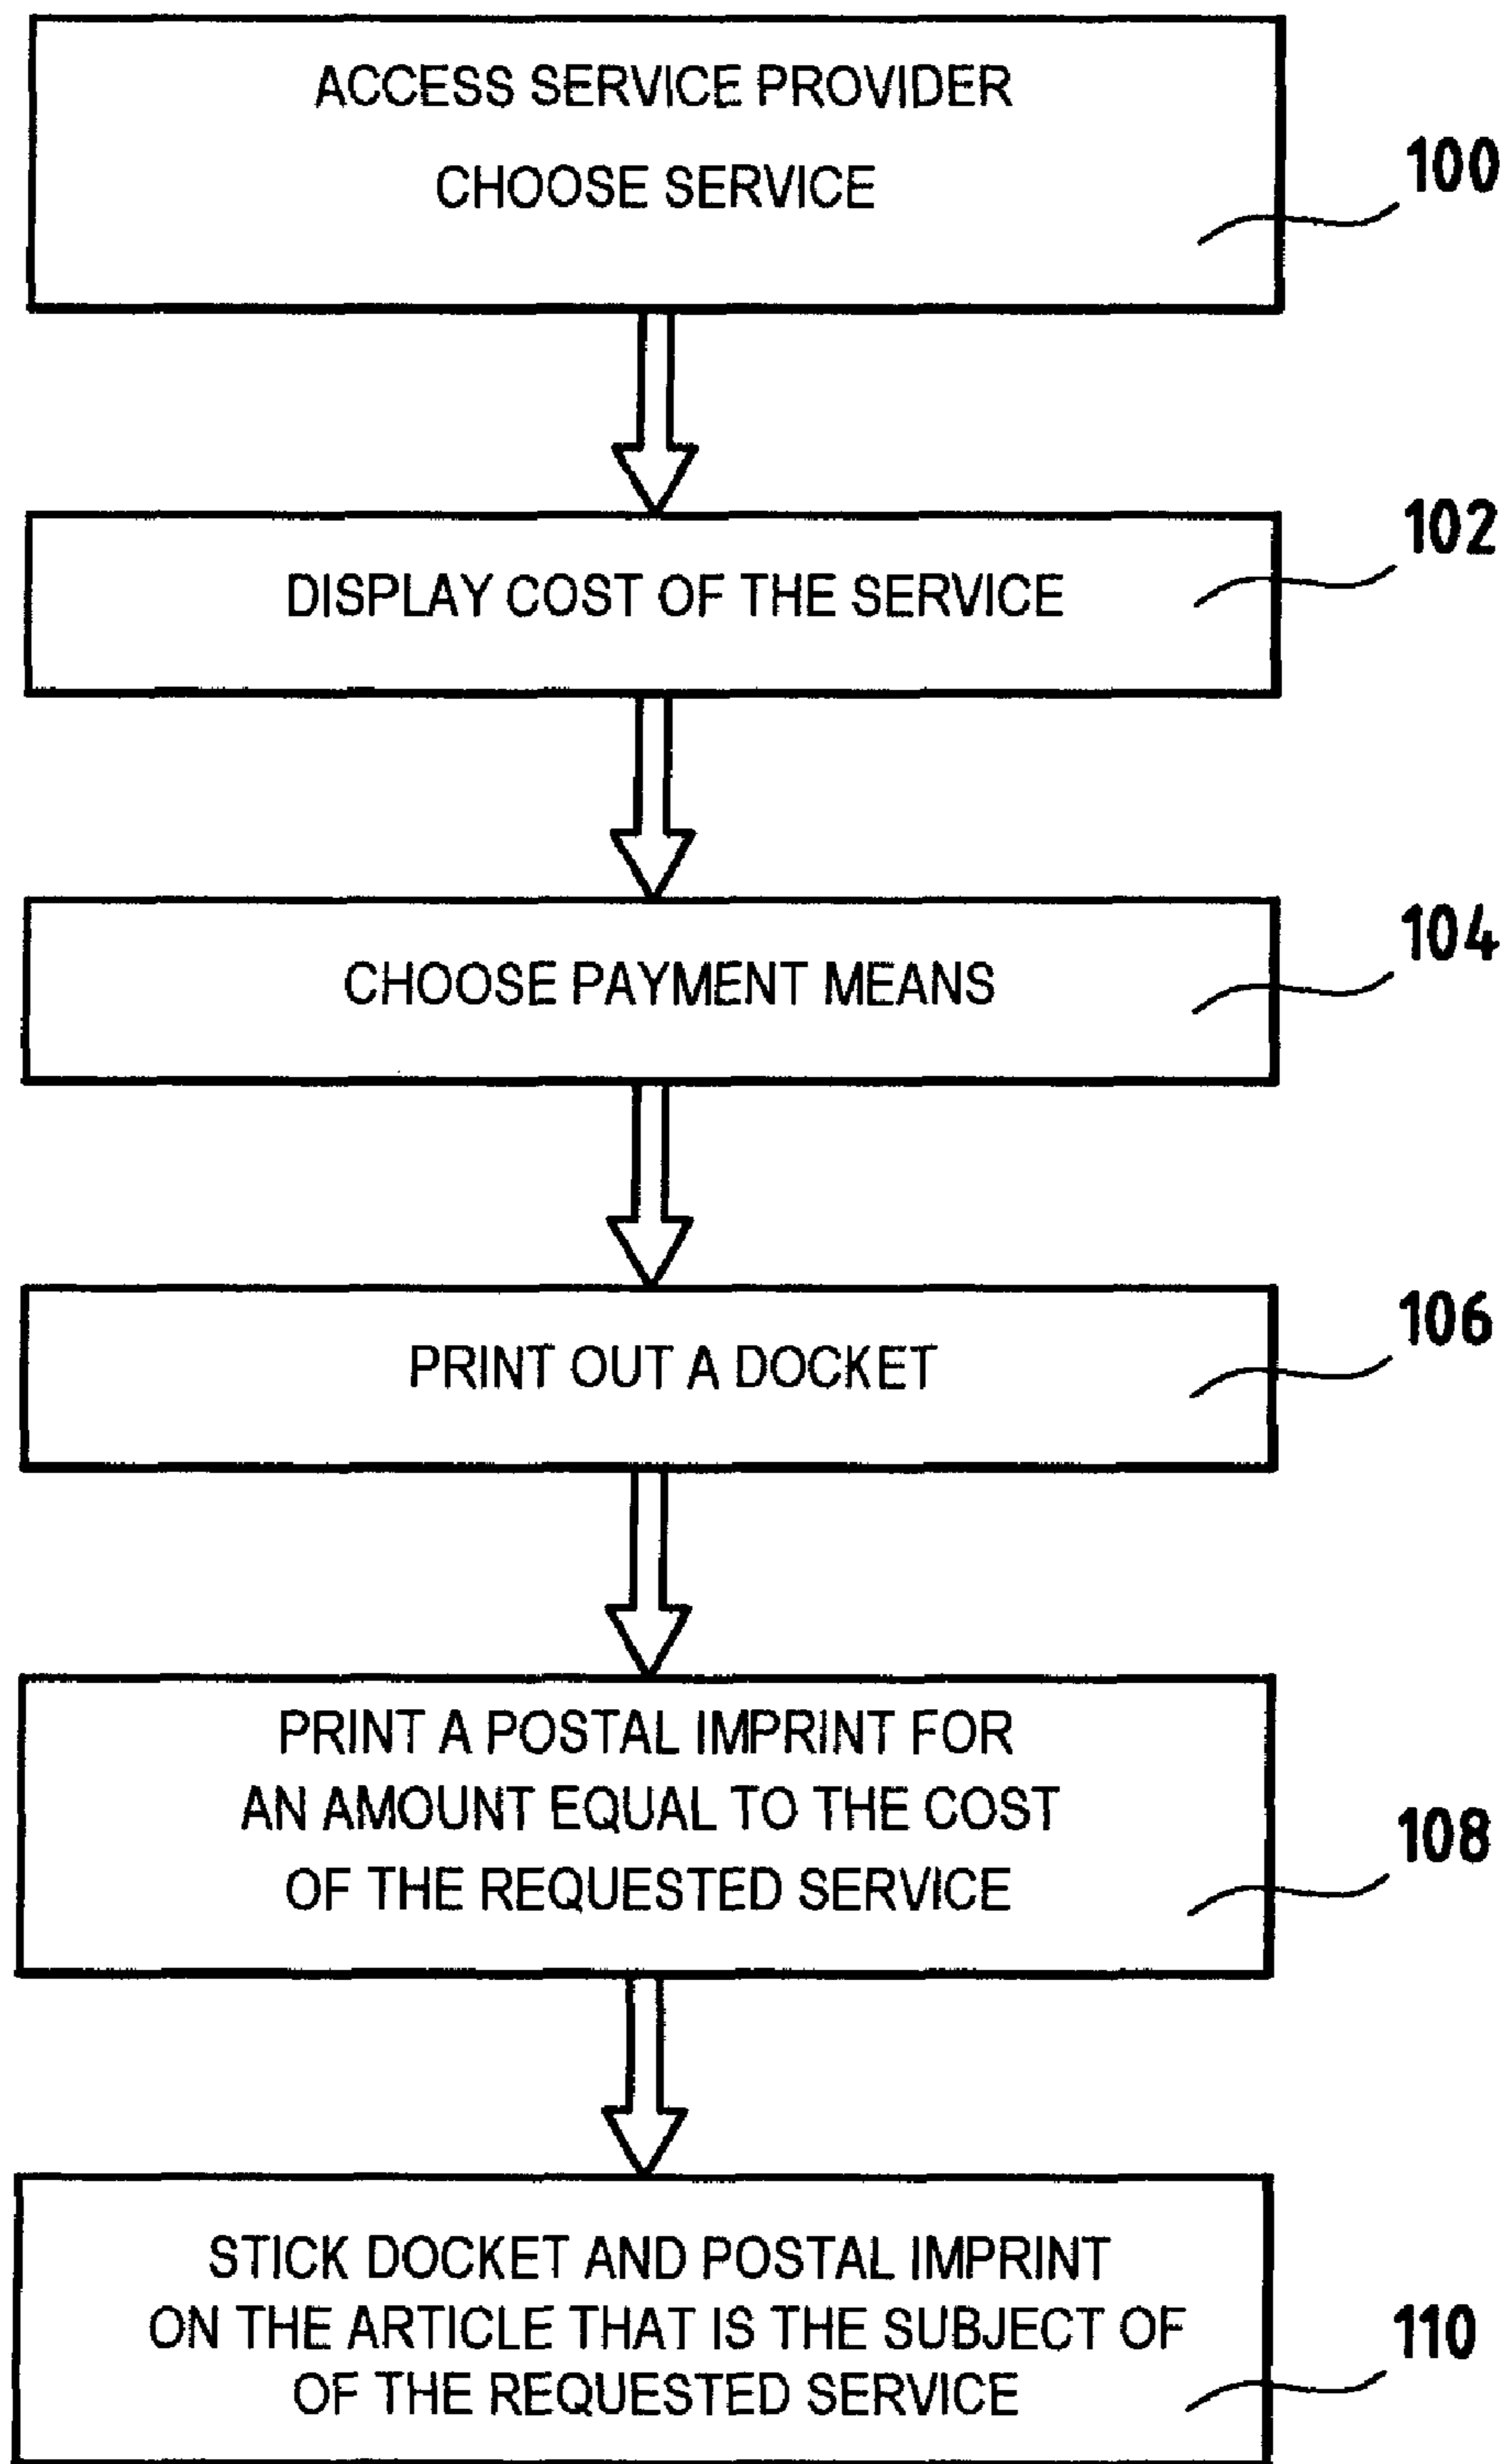 ACCESS SERVICE PROVIDER
CHOOSE SERVICE
100
DISPLAY COST OF THE SERVICE
102
CHOOSE PAYMENT MEANS
104
PRINT OUT A DOCKET
106
PRINT A POSTAL IMPRINT FOR
AN AMOUNT EQUAL TO THE COST
OF THE REQUESTED SERVICE
108
STICK DOCKET AND POSTAL IMPRINT
ON THE ARTICLE THAT IS THE SUBJECT OF
OF THE REQUESTED SERVICE
110